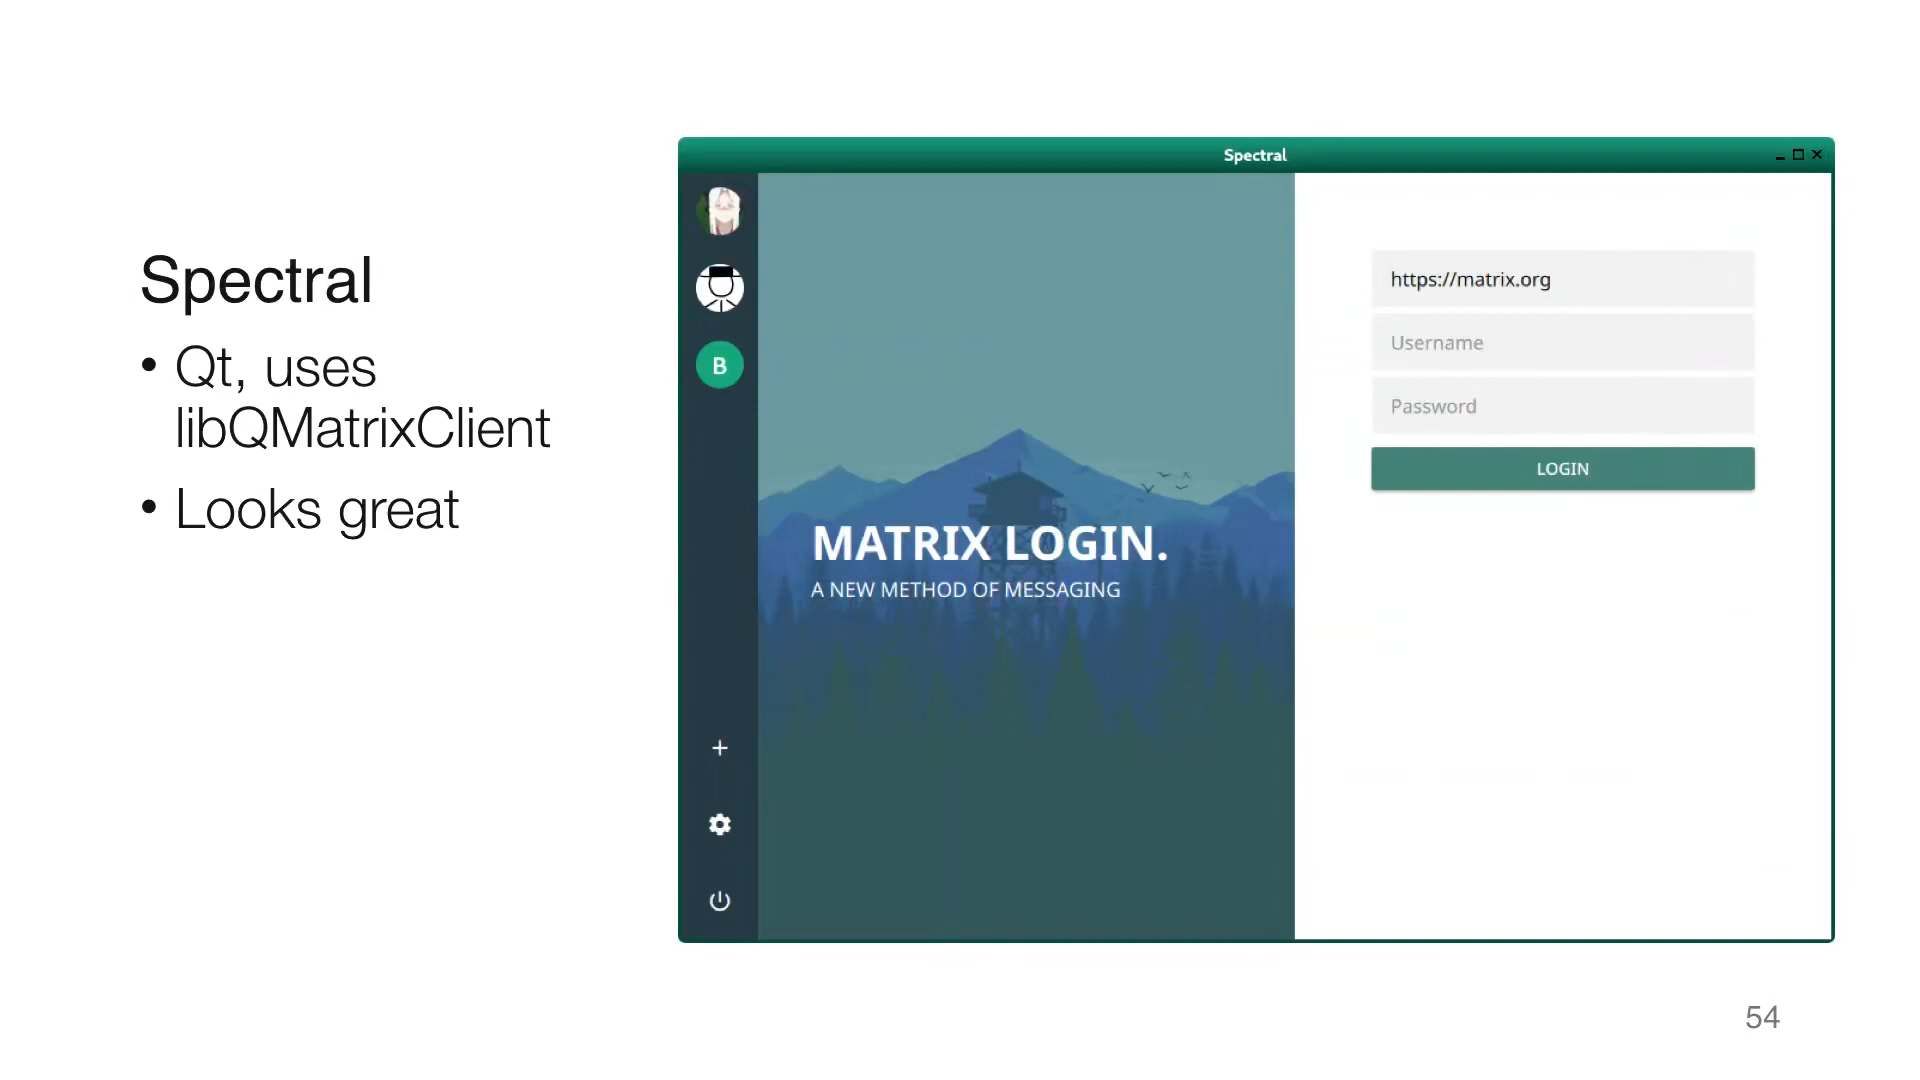 Spectral
• Qt, uses
libQMatrixClient
• Looks great
Spectral
B
https://matrix.org
Username
Password
LOGIN
MATRIX LOGIN.
A NEW METHOD OF MESSAGING
54